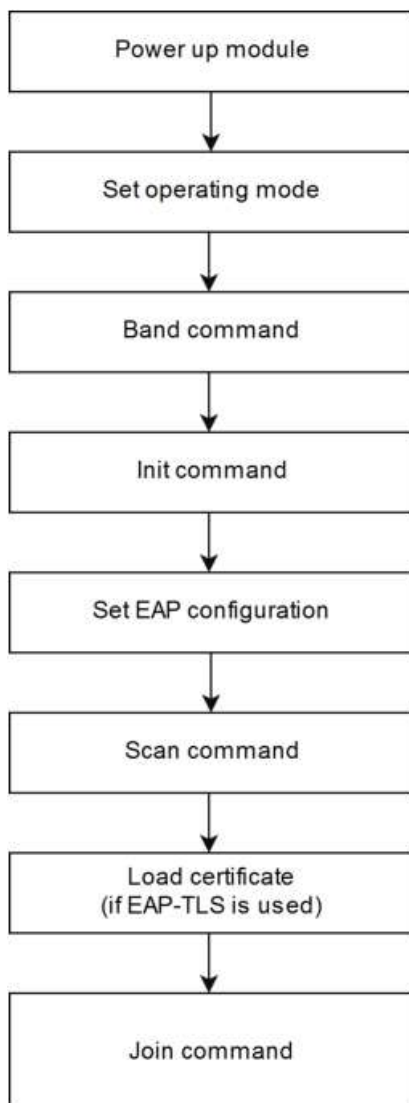 Power up module
Set operating mode
Band command
Init command
Set EAP configuration
Scan command
Load certificate
(if EAP-TLS is used)
Join command